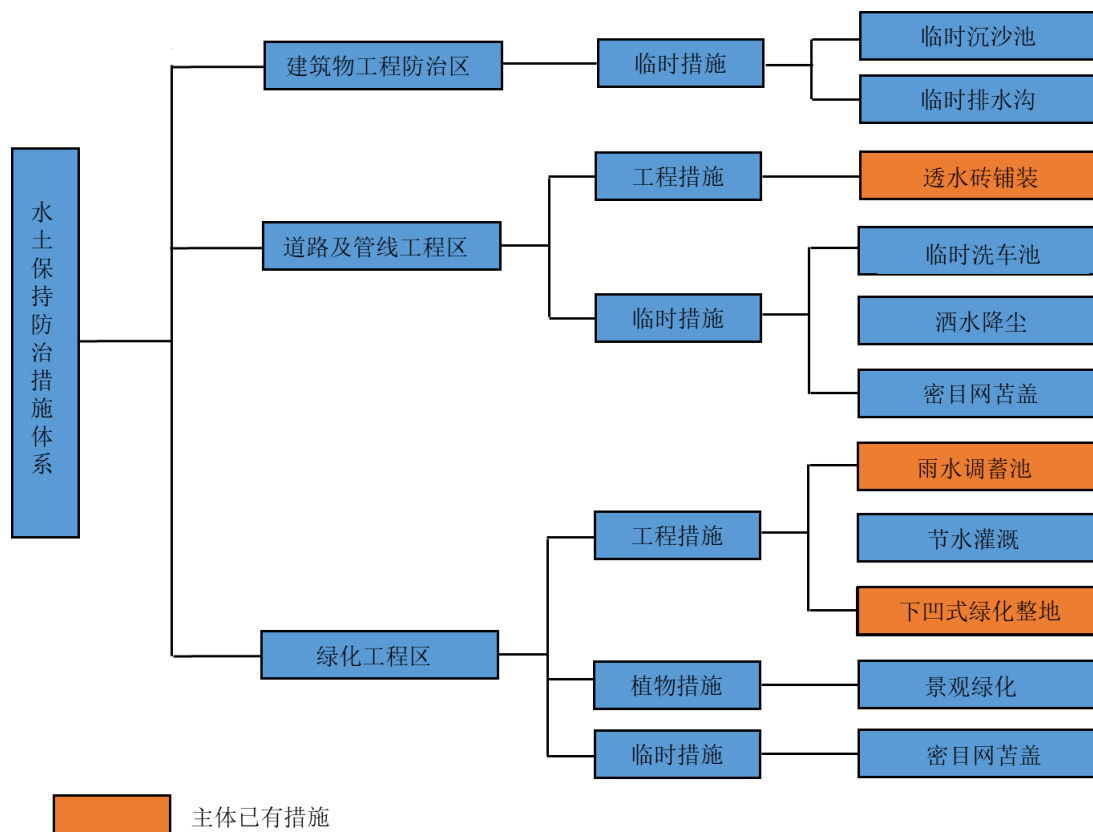 水土保持防治措施体系
建筑物工程防治区
临时措施
临时沉沙池
临时排水沟
道路及管线工程区
工程措施
透水砖铺装
临时措施
临时洗车池
洒水降尘
密目网苫盖
绿化工程区
工程措施
雨水调蓄池
节水灌溉
下凹式绿化整地
植物措施
景观绿化
临时措施
密目网苫盖
主体已有措施